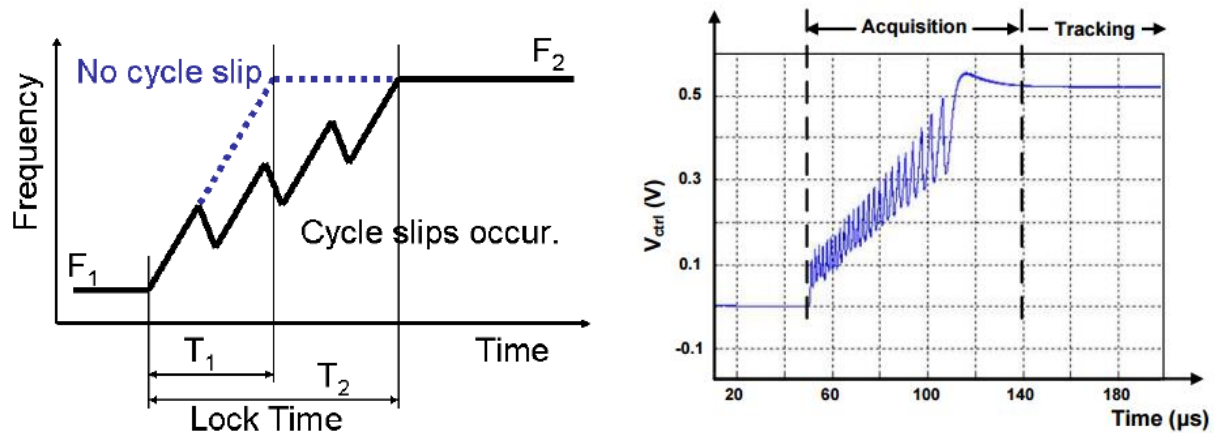 Frequency
No cycle slip
F2
Cycle slips occur.
F1
T1
Time
T2
Lock Time
Acquisition
Tracking
Vctrl (V)
0.5
0.3
0.1
-0.1
20
60
100
140
180
Time (µs)